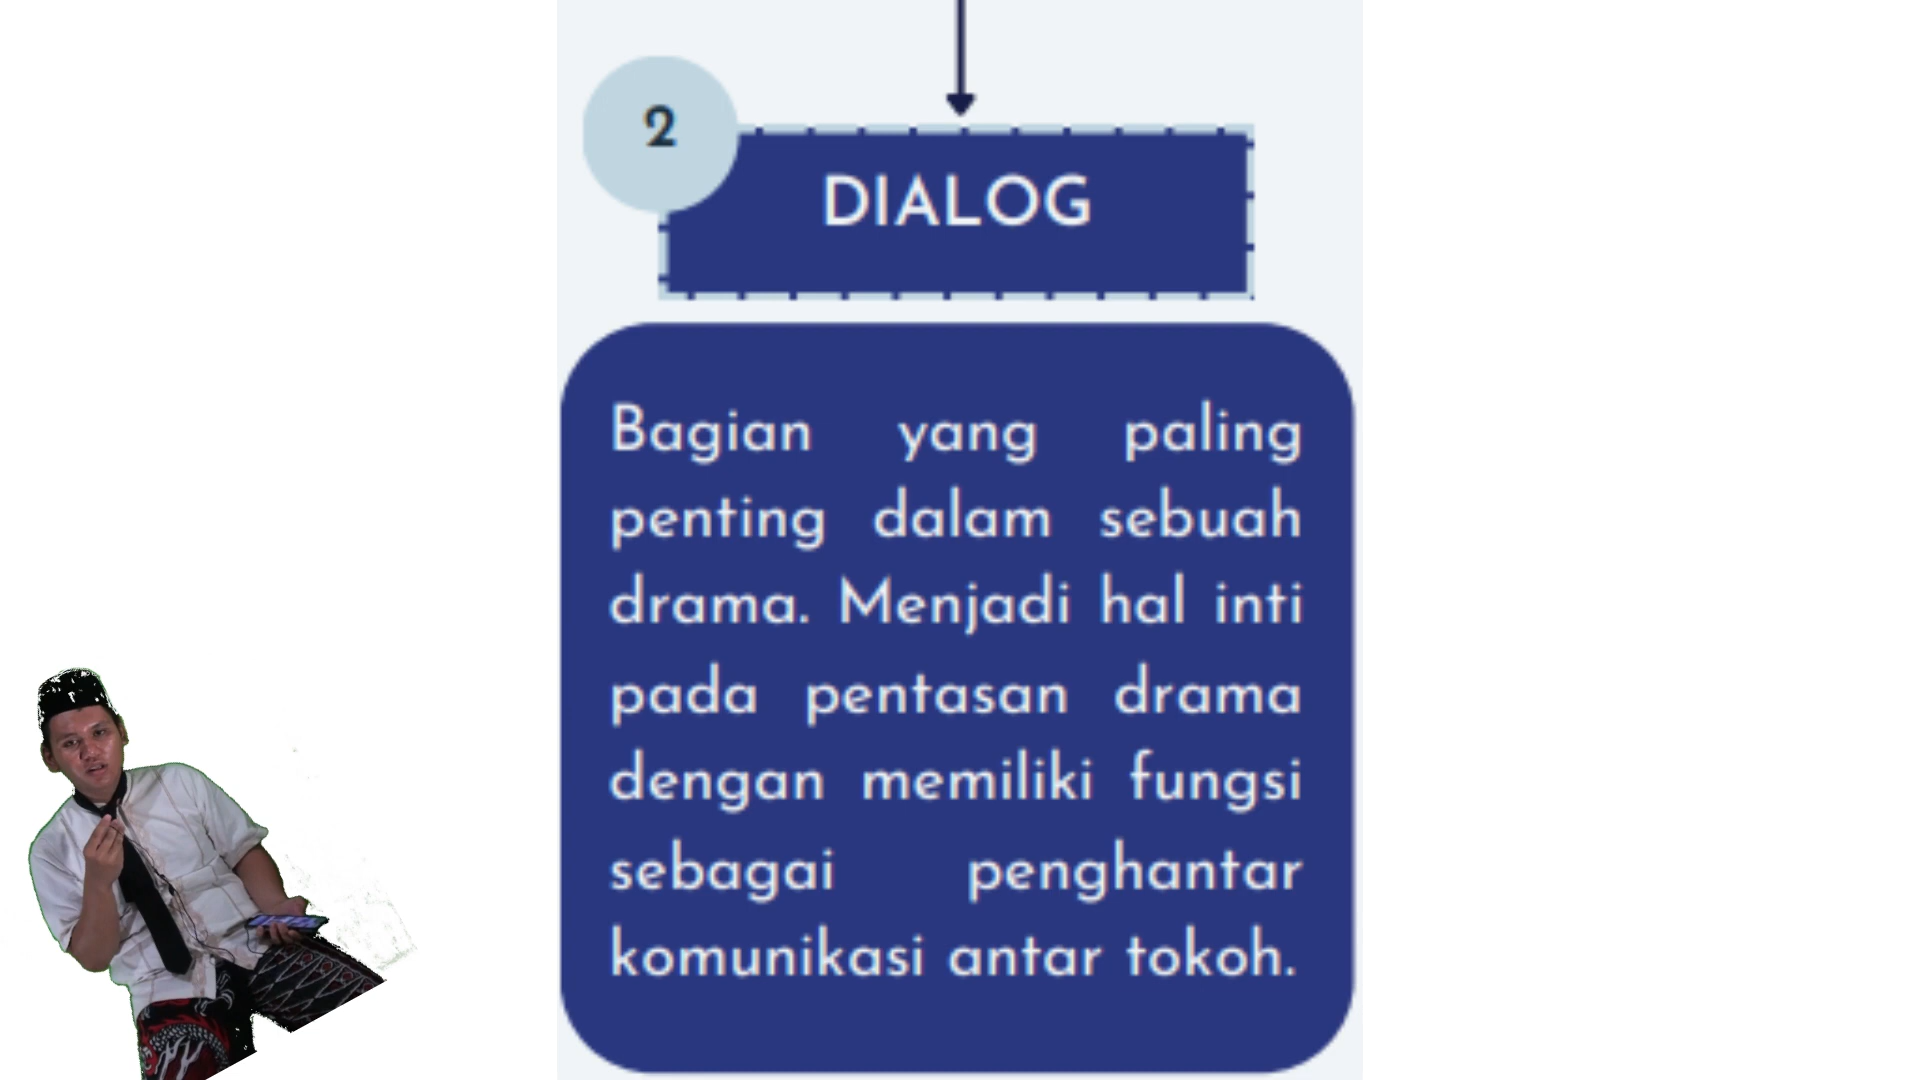 2
DIALOG
Bagian yang paling
penting dalam sebuah
drama. Menjadi hal inti
pada pentasan drama
dengan memiliki fungsi
sebagai penghantar
komunikasi antar tokoh.